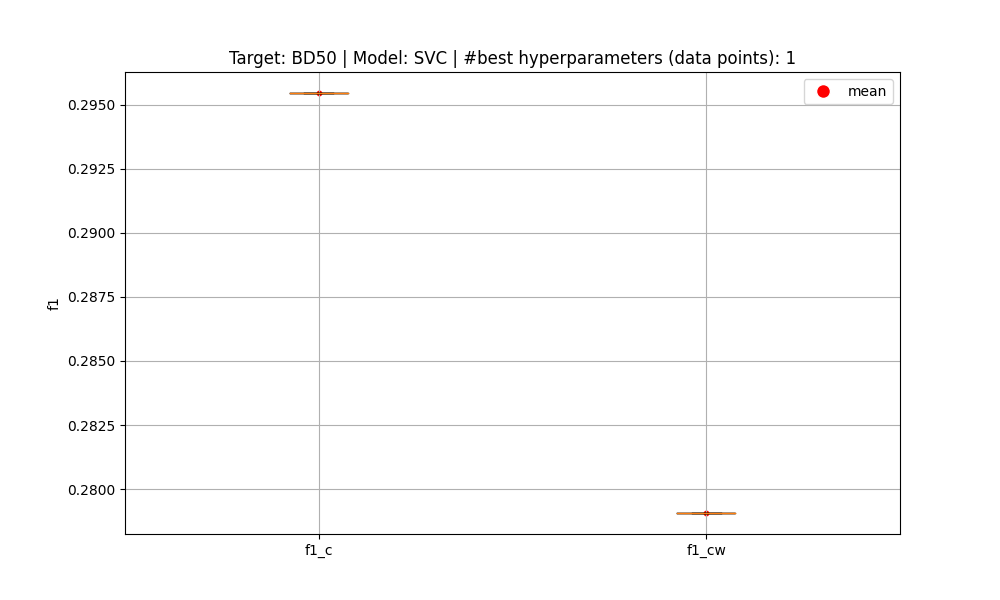 Target: BD50 | Model: SVC | #best hyperparameters (data points): 1
mean
0.2950
0.2925
0.2900
0.2875
0.2850
0.2825
0.2800
f1
f1_c
f1_cw